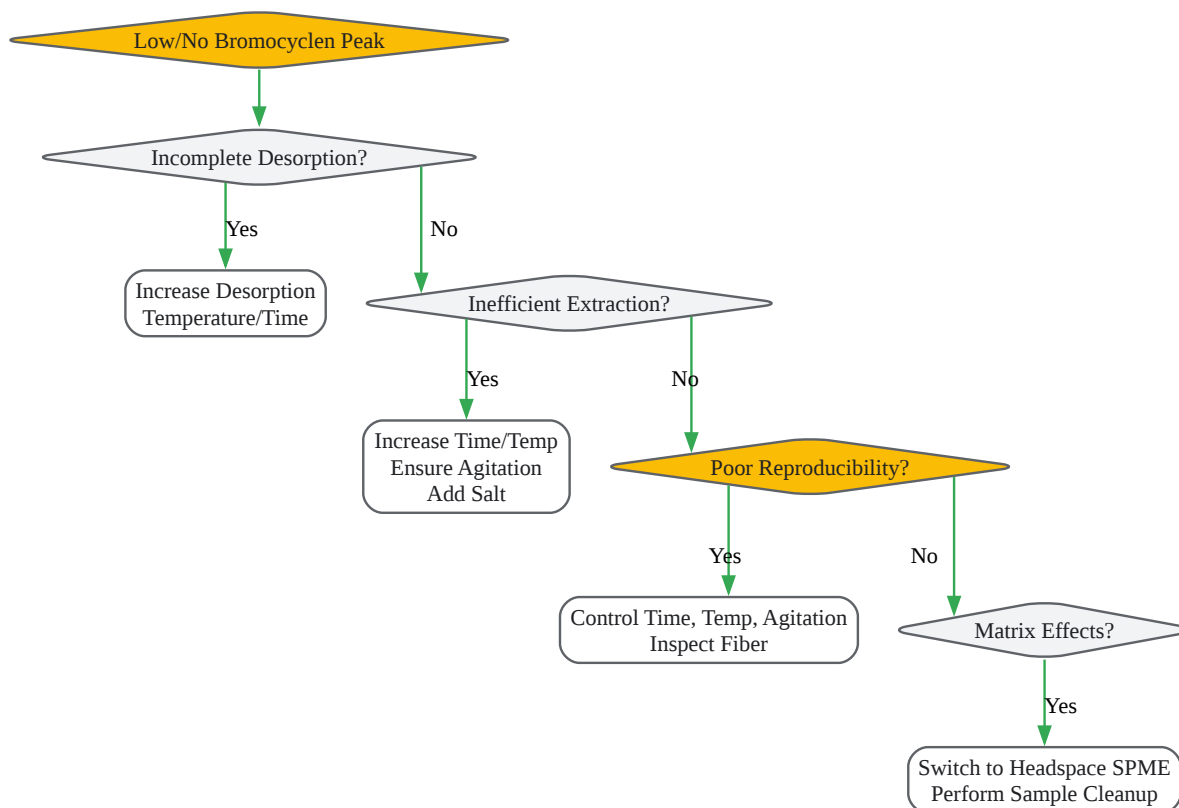 Low/No Bromocyclen Peak
Incomplete Desorption?
Yes
No
Increase Desorption
Temperature/Time
Inefficient Extraction?
Yes
No
Increase Time/Temp
Ensure Agitation
Add Salt
Poor Reproducibility?
Yes
No
Control Time, Temp, Agitation
Inspect Fiber
Matrix Effects?
Yes
Switch to Headspace SPME
Perform Sample Cleanup